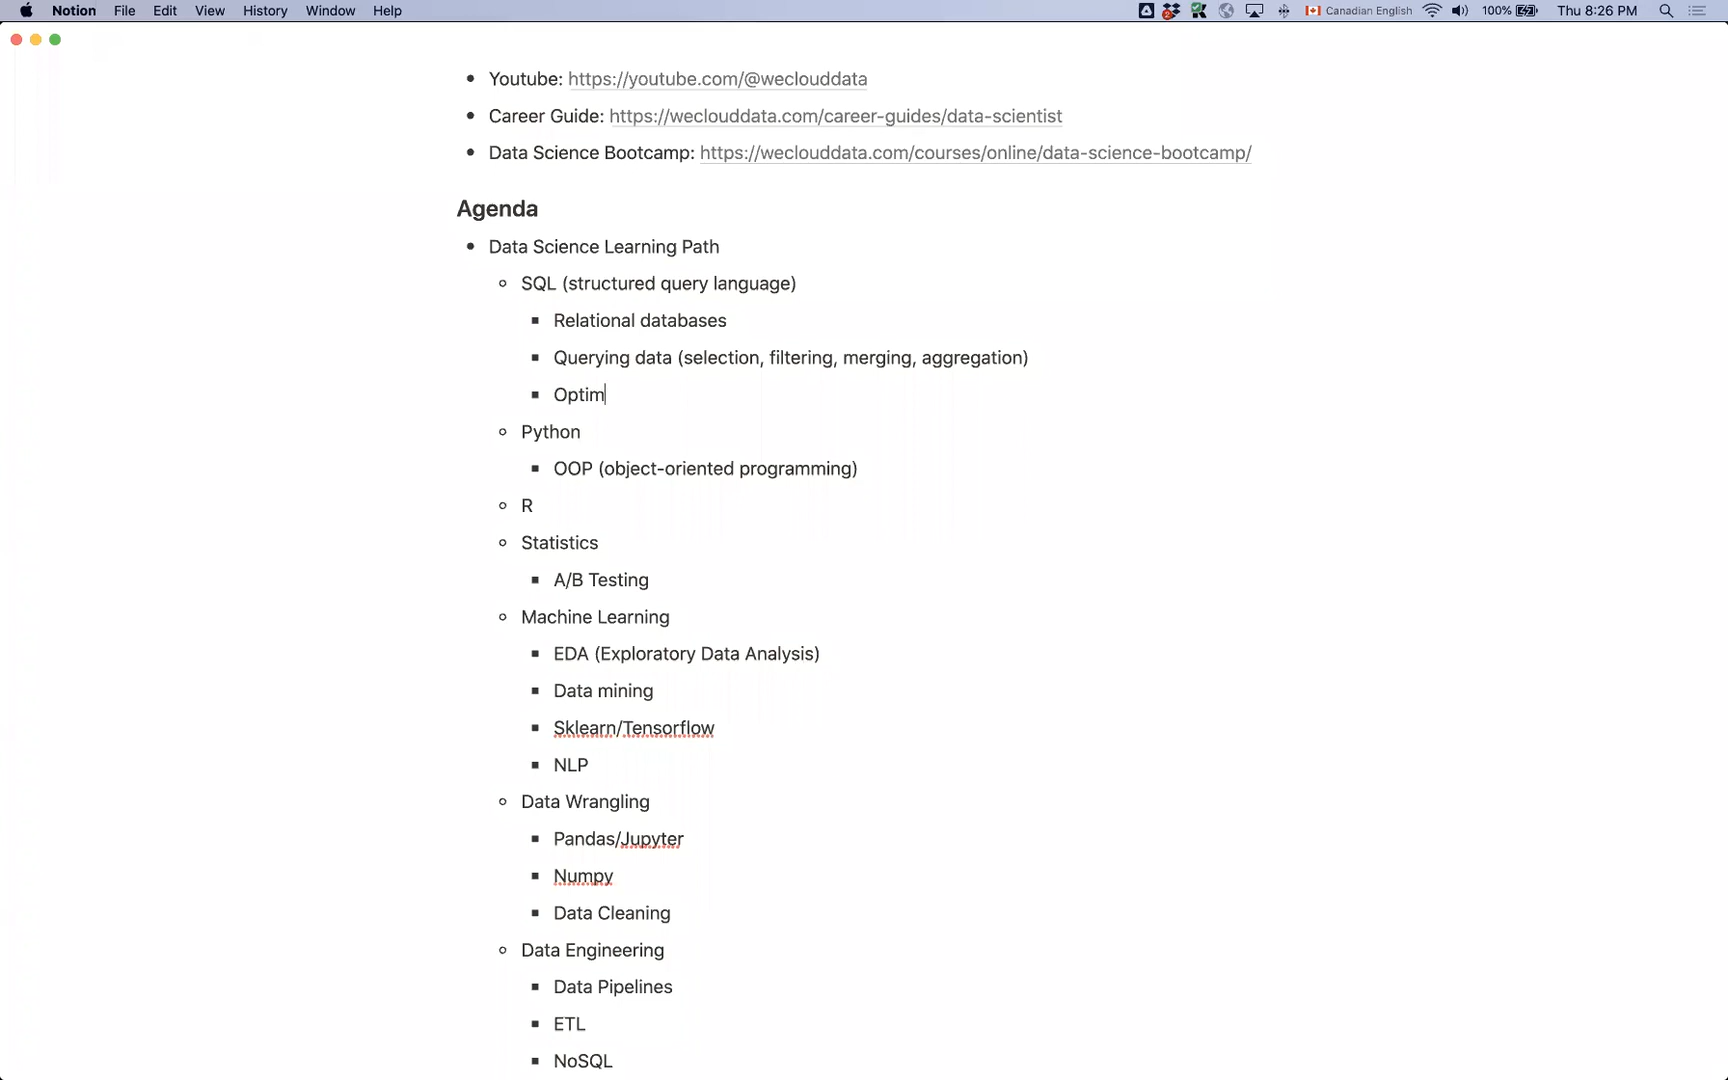 Notion File Edit View History Window Help 2 Canadian English 100% Thu 8:26 PM
Youtube: https://youtube.com/@weclouddata
Career Guide: https://weclouddata.com/career-guides/data-scientist
Data Science Bootcamp: https://weclouddata.com/courses/online/data-science-bootcamp/
Agenda
Data Science Learning Path
SQL (structured query language)
Relational databases
Querying data (selection, filtering, merging, aggregation)
Optim
Python
OOP (object-oriented programming)
R
Statistics
A/B Testing
Machine Learning
EDA (Exploratory Data Analysis)
Data mining
Sklearn/Tensorflow
NLP
Data Wrangling
Pandas/Jupyter
Numpy
Data Cleaning
Data Engineering
Data Pipelines
ETL
NoSQL